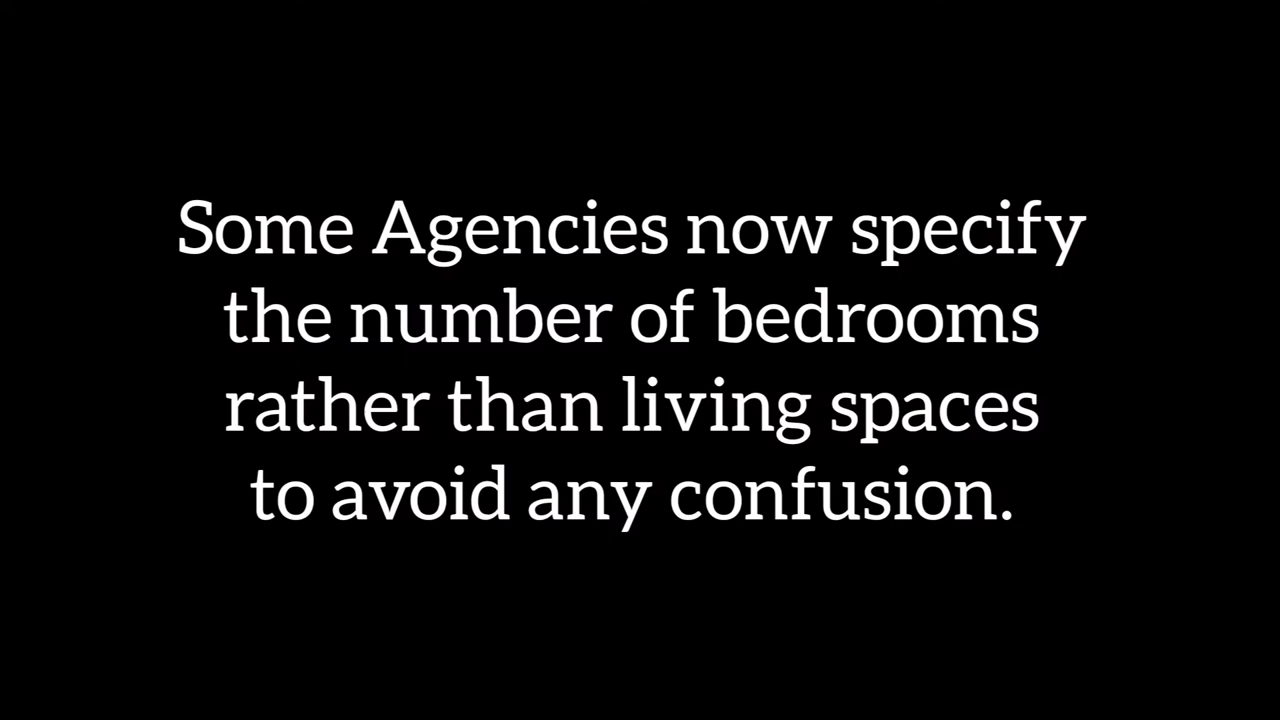 Some Agencies now specify
the number of bedrooms
rather than living spaces
to avoid any confusion.